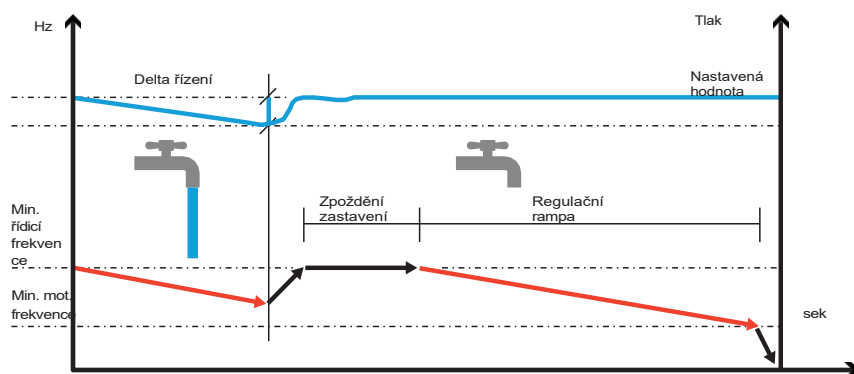 Hz
Tlak
Delta řízení
Nastavená
hodnota
Zpoždění
zastavení
Regulační
rampa
Min.
řídicí
frekven
ce
Min. mot.
frekvence
sek